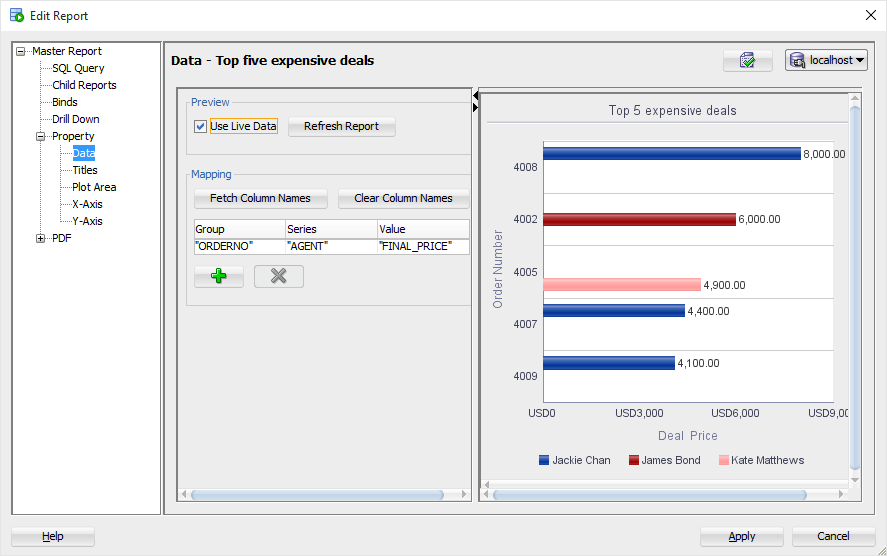 Edit Report
Master Report
SQL Query
Child Reports
Binds
Drill Down
Property
Data
Titles
Plot Area
X-Axis
Y-Axis
PDF
Data - Top five expensive deals
localhost
Preview
Use Live Data
Refresh Report
Mapping
Fetch Column Names
Clear Column Names
Group Series Value
"ORDERNO" "AGENT" "FINAL_PRICE"
Top 5 expensive deals
Order Number
4008 8,000.00
4002 6,000.00
4005 4,900.00
4007 4,400.00
4009 4,100.00
USD0 USD3,000 USD6,000 USD9,00
Deal Price
Jackie Chan James Bond Kate Matthews
Help
Apply
Cancel